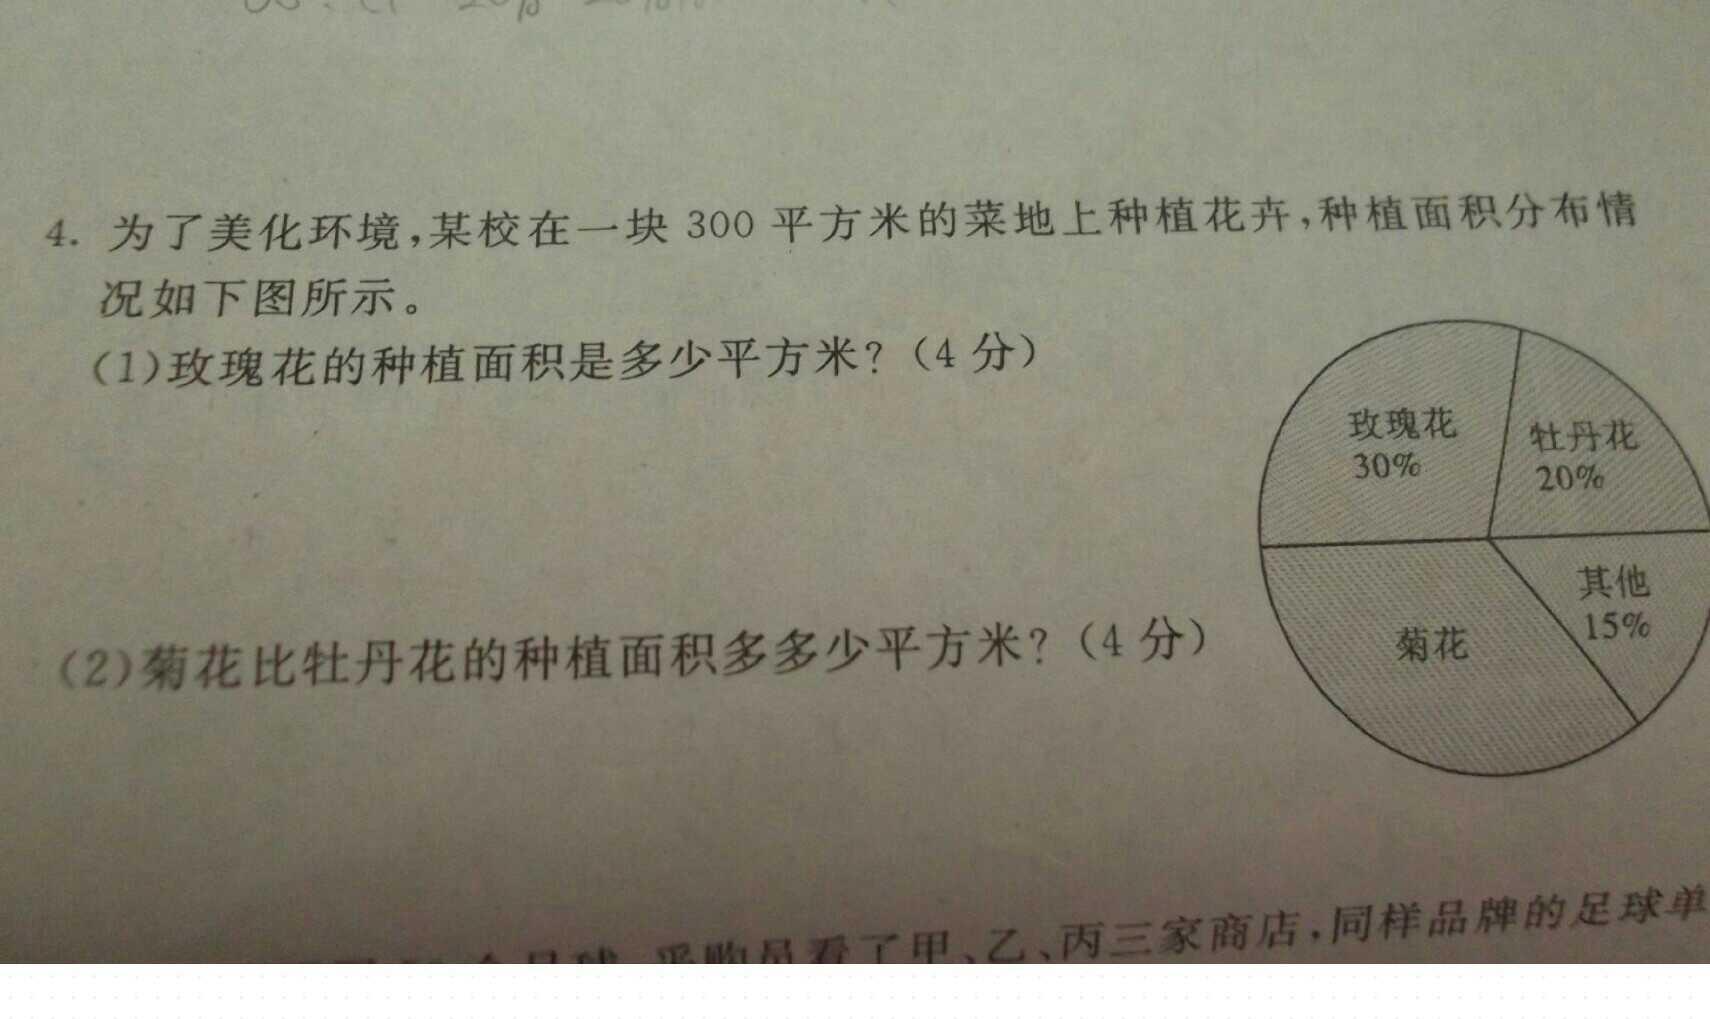 4. 为了美化环境,某校在一块 300 平方米的菜地上种植花卉,种植面积分布情
况如下图所示。
(1)玫瑰花的种植面积是多少平方米?(4 分)
玫瑰花
30%
牡丹花
20%
其他
15%
菊花
(2)菊花比牡丹花的种植面积多多少平方米?(4 分)
个足球,采购员看了甲、乙、丙三家商店,同样品牌的足球单